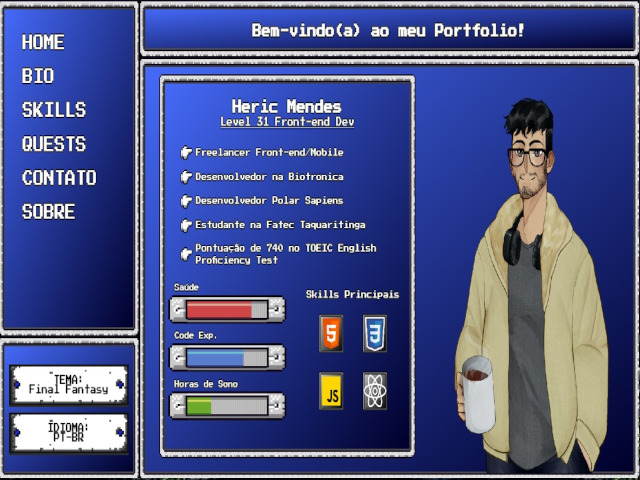 HOME
BIO
SKILLS
QUESTS
CONTATO
SOBRE
TEMA:
Final Fantasy
IDIOMA:
PT-BR
Bem-vindo(a) ao meu Portfolio!
Heric Mendes
Level 31 Front-end Dev
Freelancer Front-end/Mobile
Desenvolvedor na Biotronica
Desenvolvedor Polar Sapiens
Estudante na Fatec Taquaritinga
Pontuação de 740 no TOEIC English
Proficiency Test
Saúde
Code Exp.
Horas de Sono
Skills Principais
5
3
JS